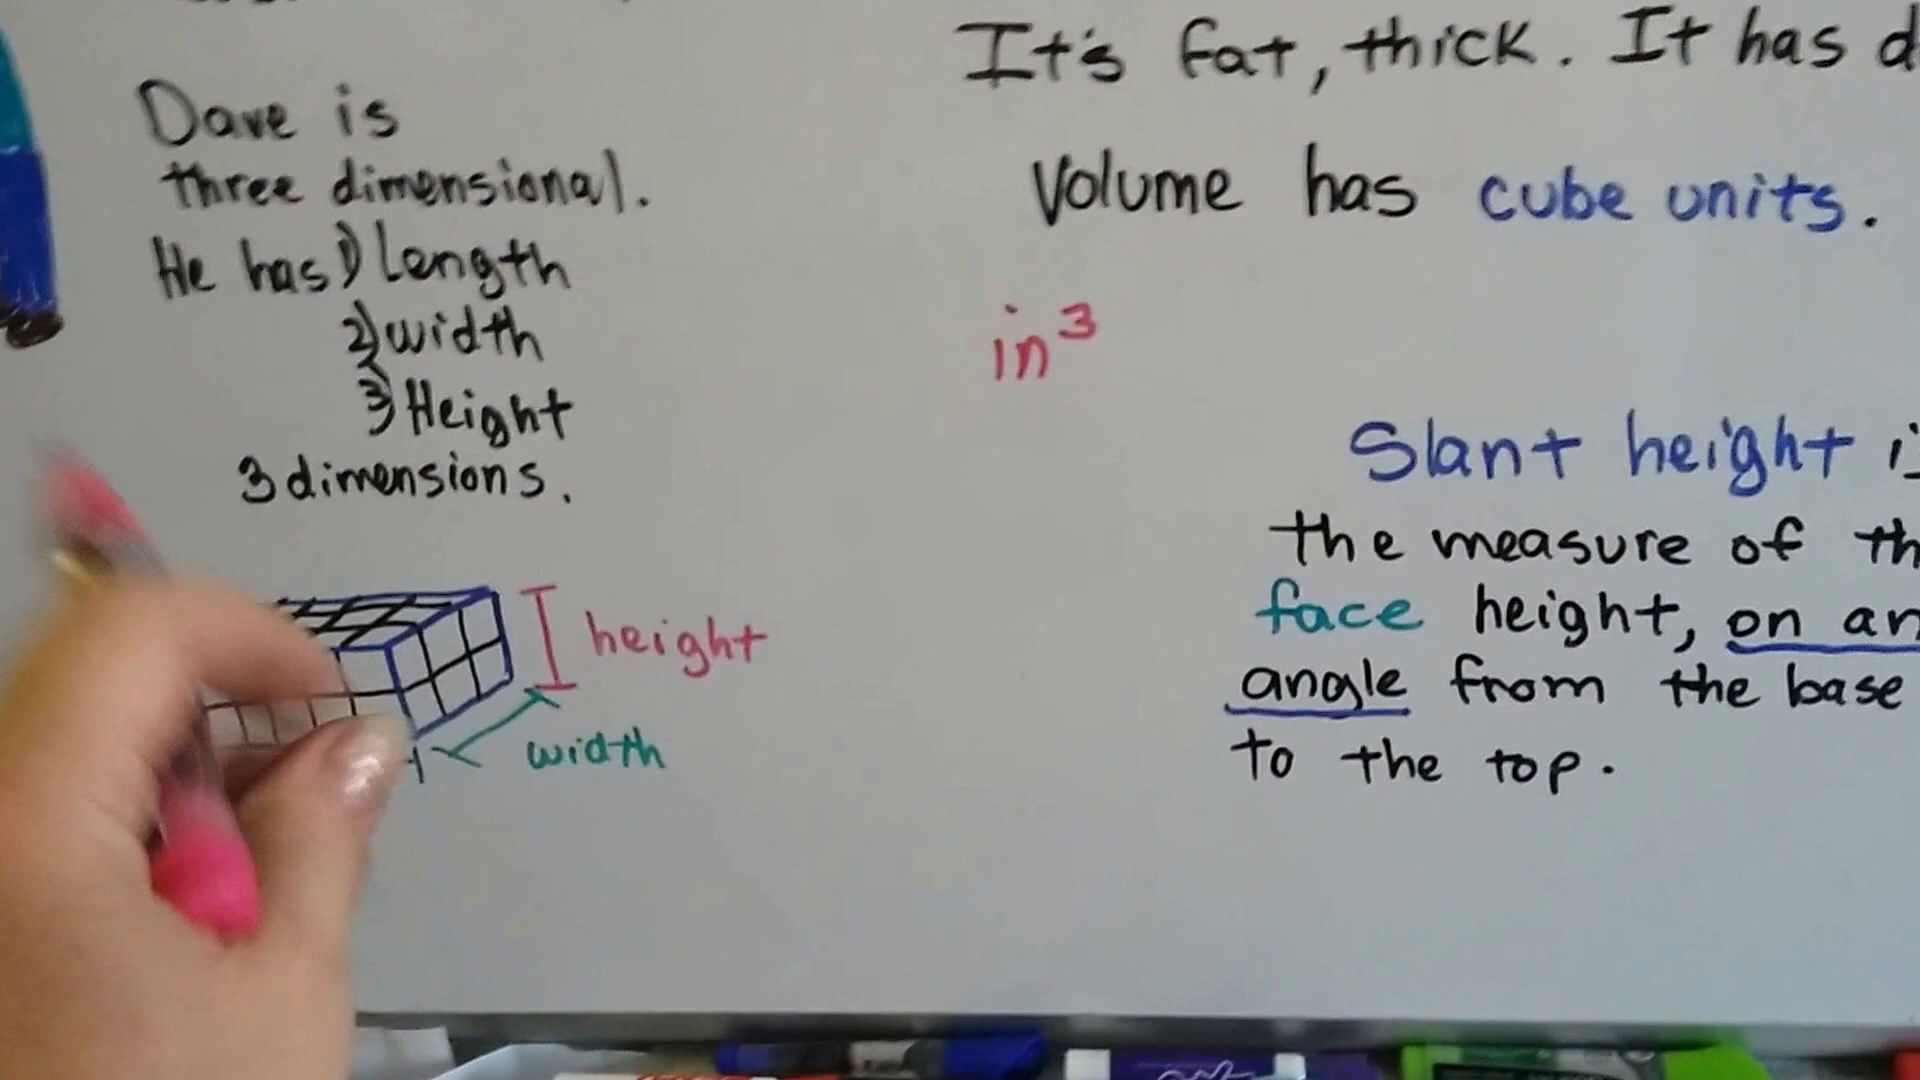 Dave is
three dimensional.
He has 1) Length
2) width
3) Height
3 dimensions.
height
width
It's fat, thick. It has
Volume has cube units.
in³
Slant height
the measure of
face height, on an
angle from the base
to the top.